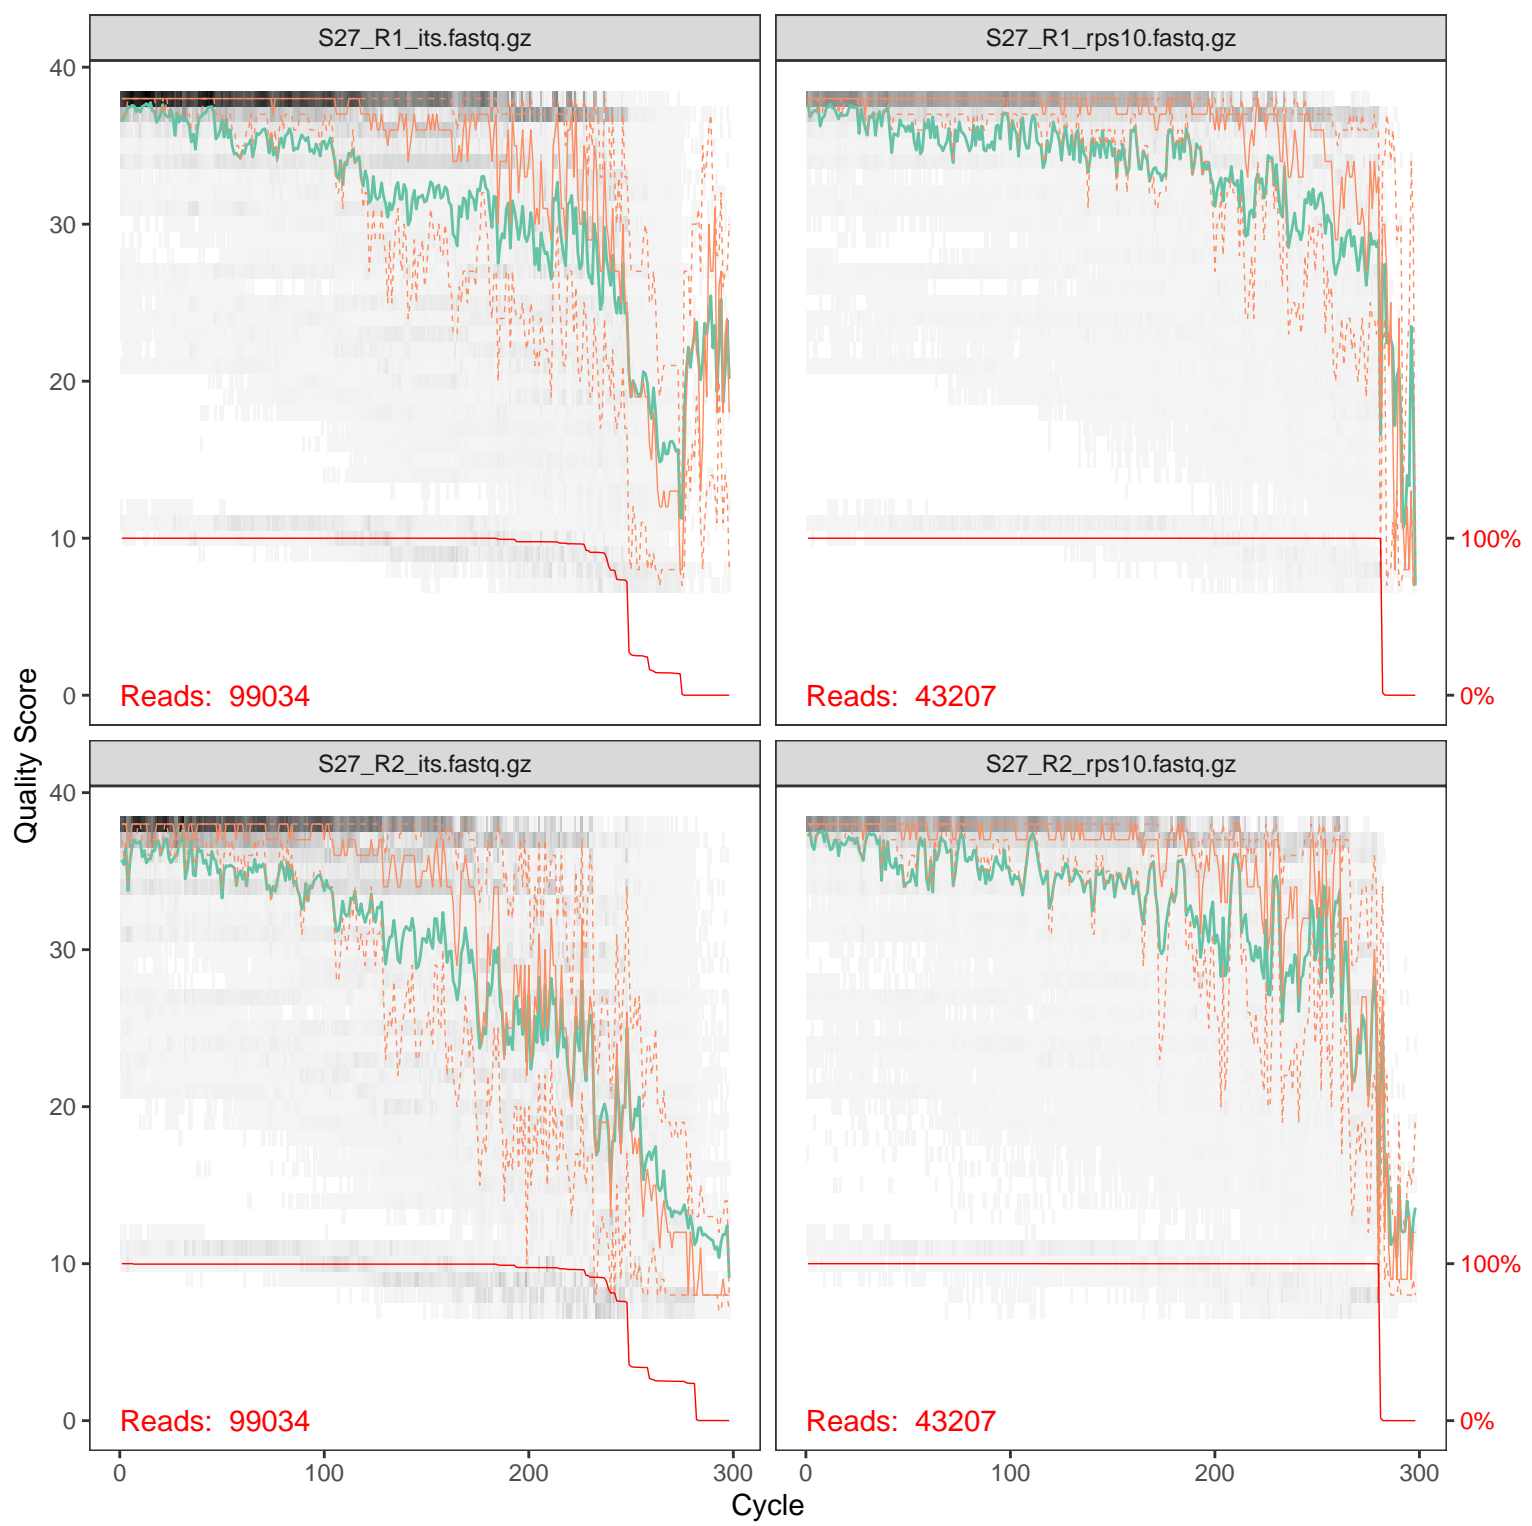 S27_R1_its.fastq.gz
S27_R1_rps10.fastq.gz
40
30
20
10
0
100%
0%
Reads: 99034
Reads: 43207
Quality Score
S27_R2_its.fastq.gz
S27_R2_rps10.fastq.gz
40
30
20
10
0
100%
0%
Reads: 99034
Reads: 43207
0 100 200 300
0 100 200 300
Cycle